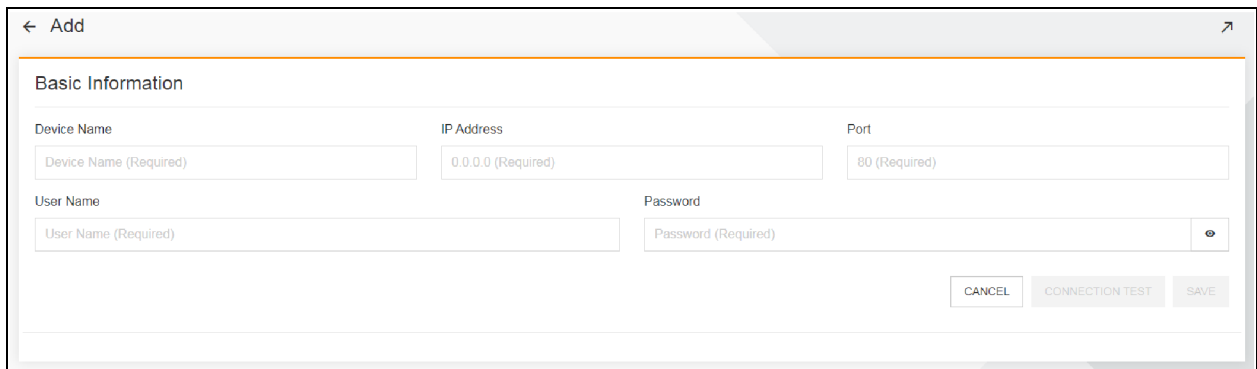 Add
Basic Information
Device Name IP Address Port
Device Name (Required) 0.0.0.0 (Required) 80 (Required)
User Name Password
User Name (Required) Password (Required)
CANCEL CONNECTION TEST SAVE